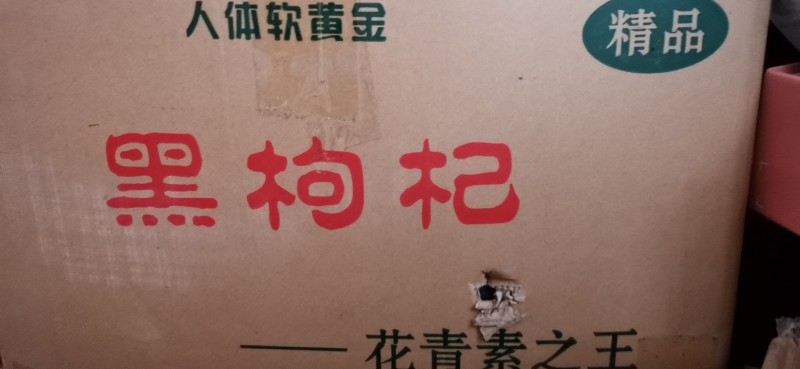 人体软黄金
精品
黑枸杞
——花青素之王